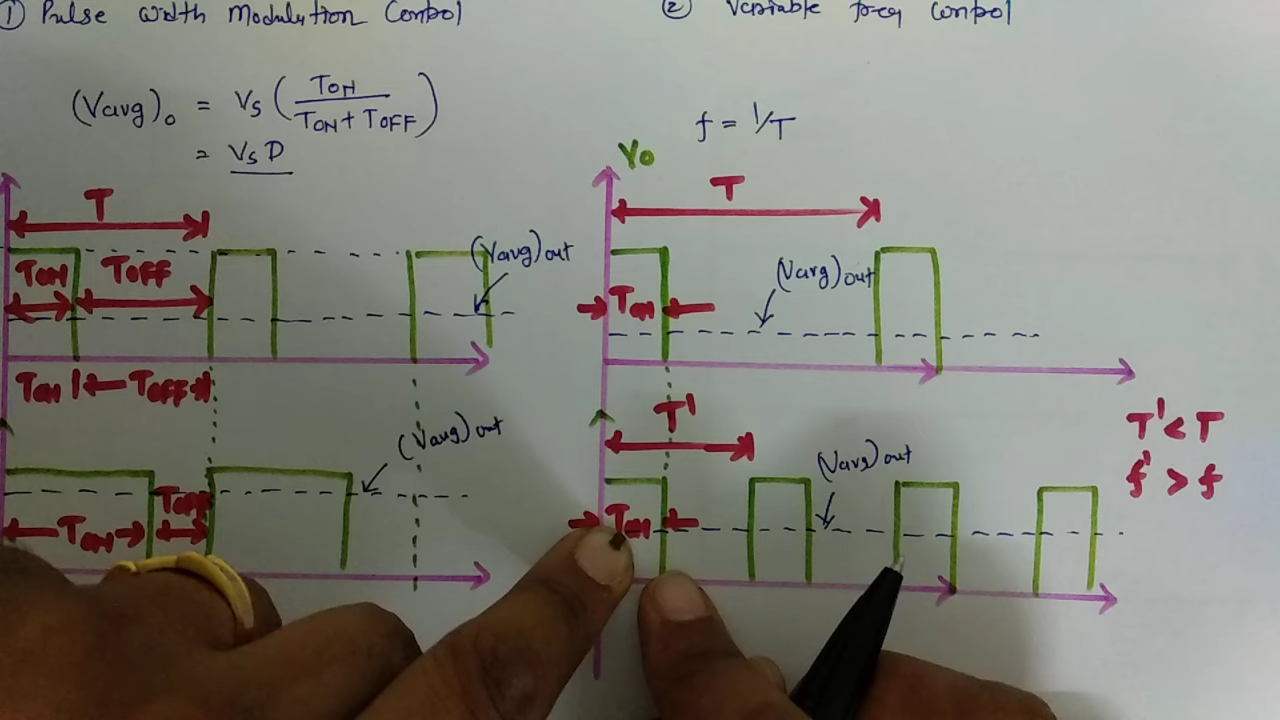 ① Pulse width Modulation Control
② Variable freq control
(Vavg)₀ = Vs ( TON / TON + TOFF )
= Vs D
f = 1/T
T
TON TOFF
(Vavg)out
TON TOFF
(Vavg)out
TON TOFF
Vo
T
TON
(Vavg)out
T'
(Vavg)out
TON
T' < T
f' > f